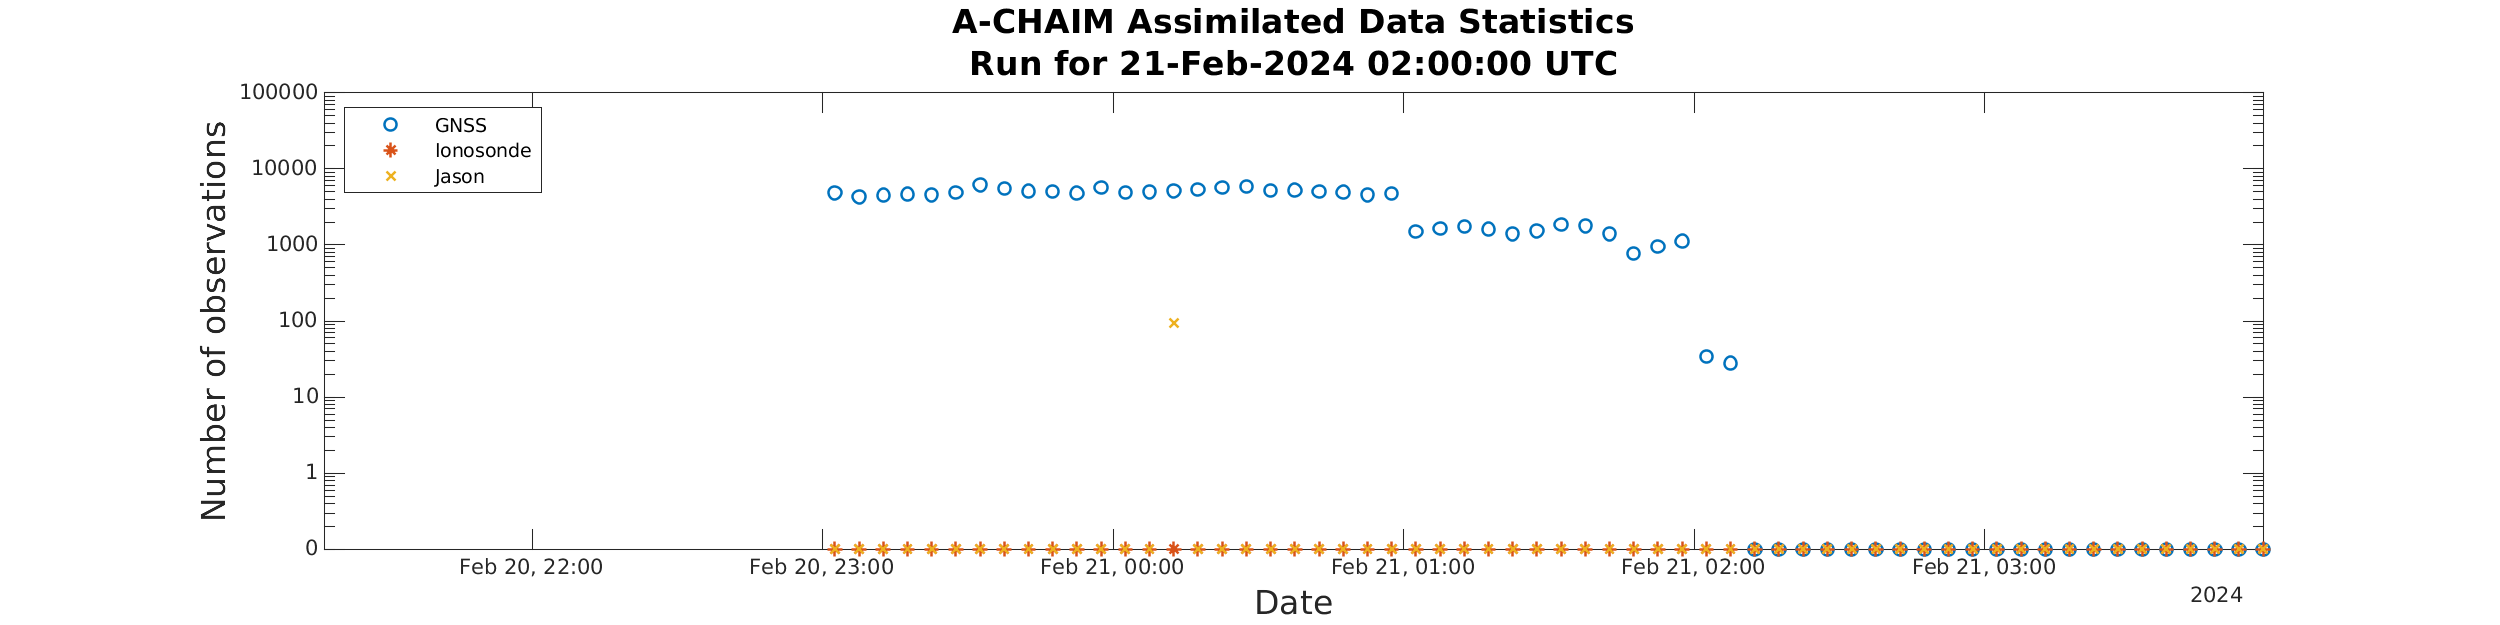 A-CHAIM Assimilated Data Statistics
Run for 21-Feb-2024 02:00:00 UTC
Number of observations
100000
10000
1000
100
10
1
0
GNSS
Ionosonde
Jason
Feb 20, 22:00
Feb 20, 23:00
Feb 21, 00:00
Feb 21, 01:00
Feb 21, 02:00
Feb 21, 03:00
Date
2024